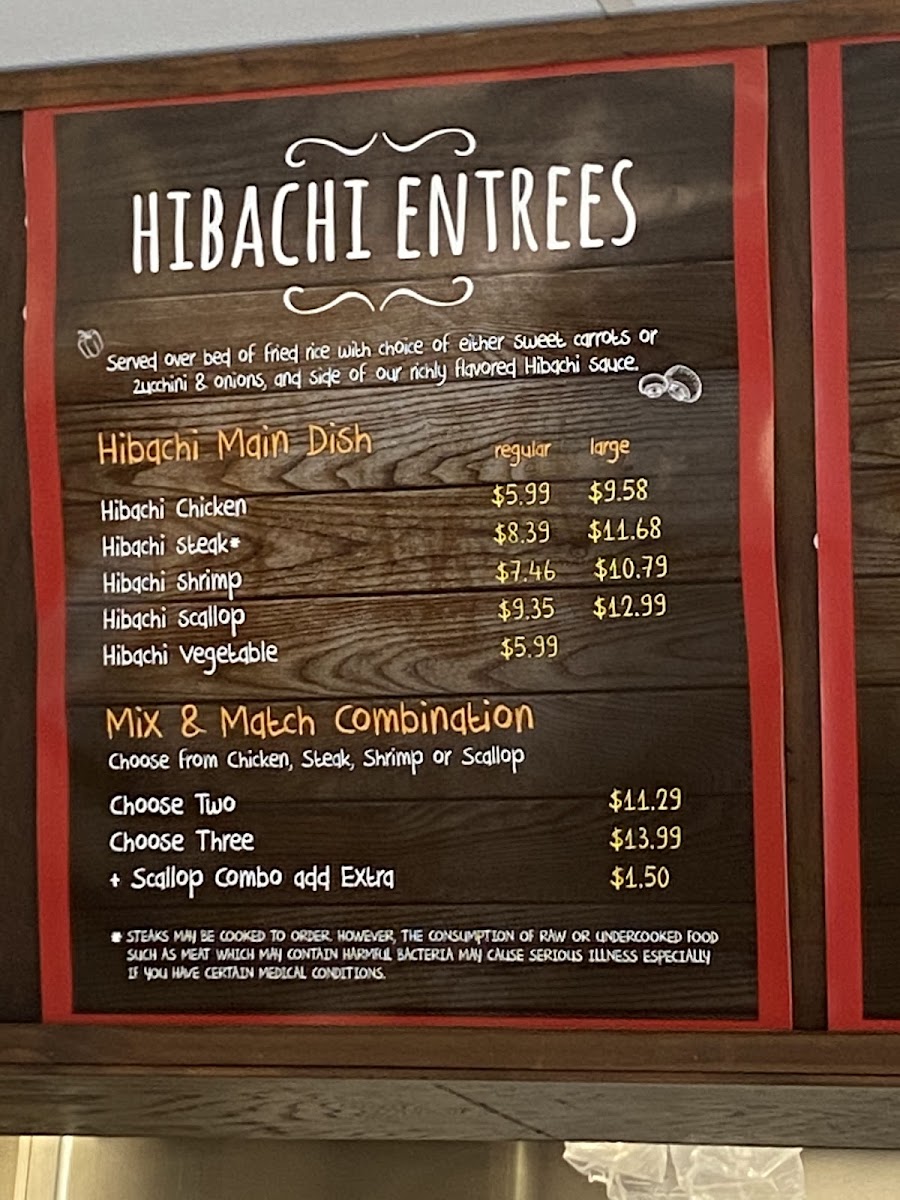 HIBACHI ENTREES
Served over bed of fried rice with choice of either sweet carrots or
zucchini & onions, and side of our richly flavored Hibachi sauce.
Hibachi Main Dish regular large
Hibachi Chicken $5.99 $9.58
Hibachi Steak* $8.39 $11.68
Hibachi Shrimp $7.46 $10.79
Hibachi Scallop $9.35 $12.99
Hibachi Vegetable $5.99
Mix & Match Combination
Choose from Chicken, Steak, Shrimp or Scallop
Choose Two $11.29
Choose Three $13.99
+ Scallop Combo add Extra $1.50
* STEAKS MAY BE COOKED TO ORDER. HOWEVER, THE CONSUMPTION OF RAW OR UNDERCOOKED FOOD
SUCH AS MEAT WHICH MAY CONTAIN HARMFUL BACTERIA MAY CAUSE SERIOUS ILLNESS ESPECIALLY
IF YOU HAVE CERTAIN MEDICAL CONDITIONS.